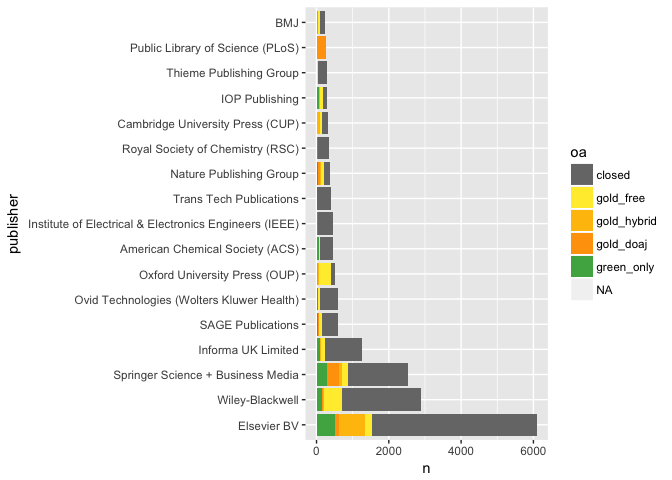 BMJ
Public Library of Science (PLoS)
Thieme Publishing Group
IOP Publishing
Cambridge University Press (CUP)
Royal Society of Chemistry (RSC)
Nature Publishing Group
Trans Tech Publications
Institute of Electrical & Electronics Engineers (IEEE)
American Chemical Society (ACS)
Oxford University Press (OUP)
Ovid Technologies (Wolters Kluwer Health)
SAGE Publications
Informa UK Limited
Springer Science + Business Media
Wiley-Blackwell
Elsevier BV
publisher
0 2000 4000 6000
n
oa
closed
gold_free
gold_hybrid
gold_doaj
green_only
NA